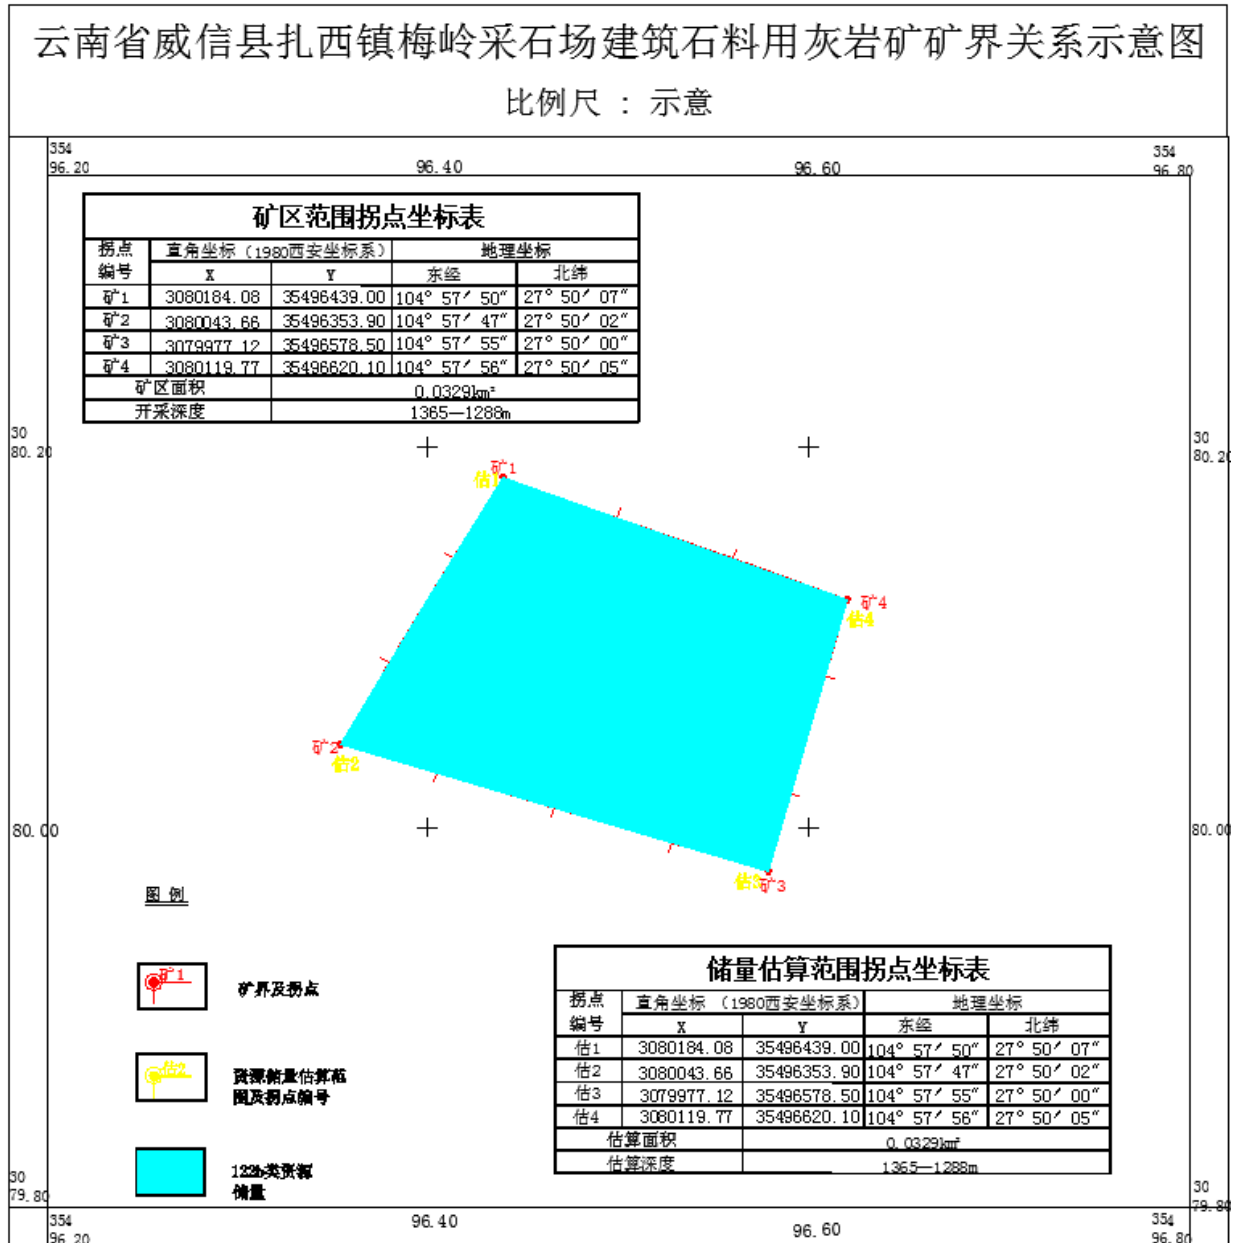 云南省威信县扎西镇梅岭采石场建筑石料用灰岩矿矿界关系示意图
比例尺 : 示意
354
96.20
96.40
96.60
354
96.80
矿区范围拐点坐标表
拐点编号 直角坐标（1980西安坐标系） 地理坐标
X Y 东经 北纬
矿1 3080184.08 35496439.00 104° 57′ 50″ 27° 50′ 07″
矿2 3080043.66 35496353.90 104° 57′ 47″ 27° 50′ 02″
矿3 3079977.12 35496578.50 104° 57′ 55″ 27° 50′ 00″
矿4 3080119.77 35496620.10 104° 57′ 56″ 27° 50′ 05″
矿区面积 0.0329km²
开采深度 1365—1288m
30
80.20
30
80.20
矿1
估1
矿4
估4
矿2
估2
80.00
80.00
估3
矿3
图 例
矿1
矿界及拐点
估2
资源储量估算范
围及拐点编号
122b类资源
储量
储量估算范围拐点坐标表
拐点编号 直角坐标 （1980西安坐标系） 地理坐标
X Y 东经 北纬
估1 3080184.08 35496439.00 104° 57′ 50″ 27° 50′ 07″
估2 3080043.66 35496353.90 104° 57′ 47″ 27° 50′ 02″
估3 3079977.12 35496578.50 104° 57′ 55″ 27° 50′ 00″
估4 3080119.77 35496620.10 104° 57′ 56″ 27° 50′ 05″
估算面积 0.0329km²
估算深度 1365—1288m
30
79.80
30
79.80
354
96.20
96.40
96.60
354
96.80